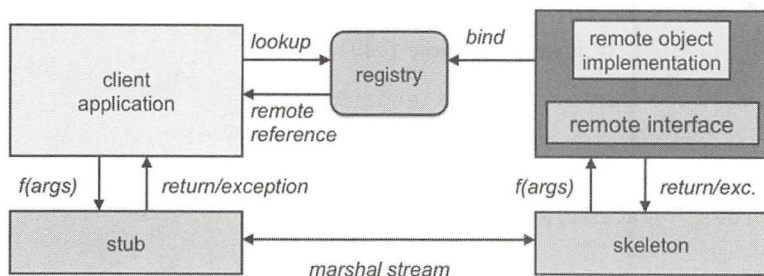 client
application
lookup
registry
remote
reference
bind
remote object
implementation
remote interface
f(args)
return/exception
f(args)
return/exc.
stub
marshal stream
skeleton